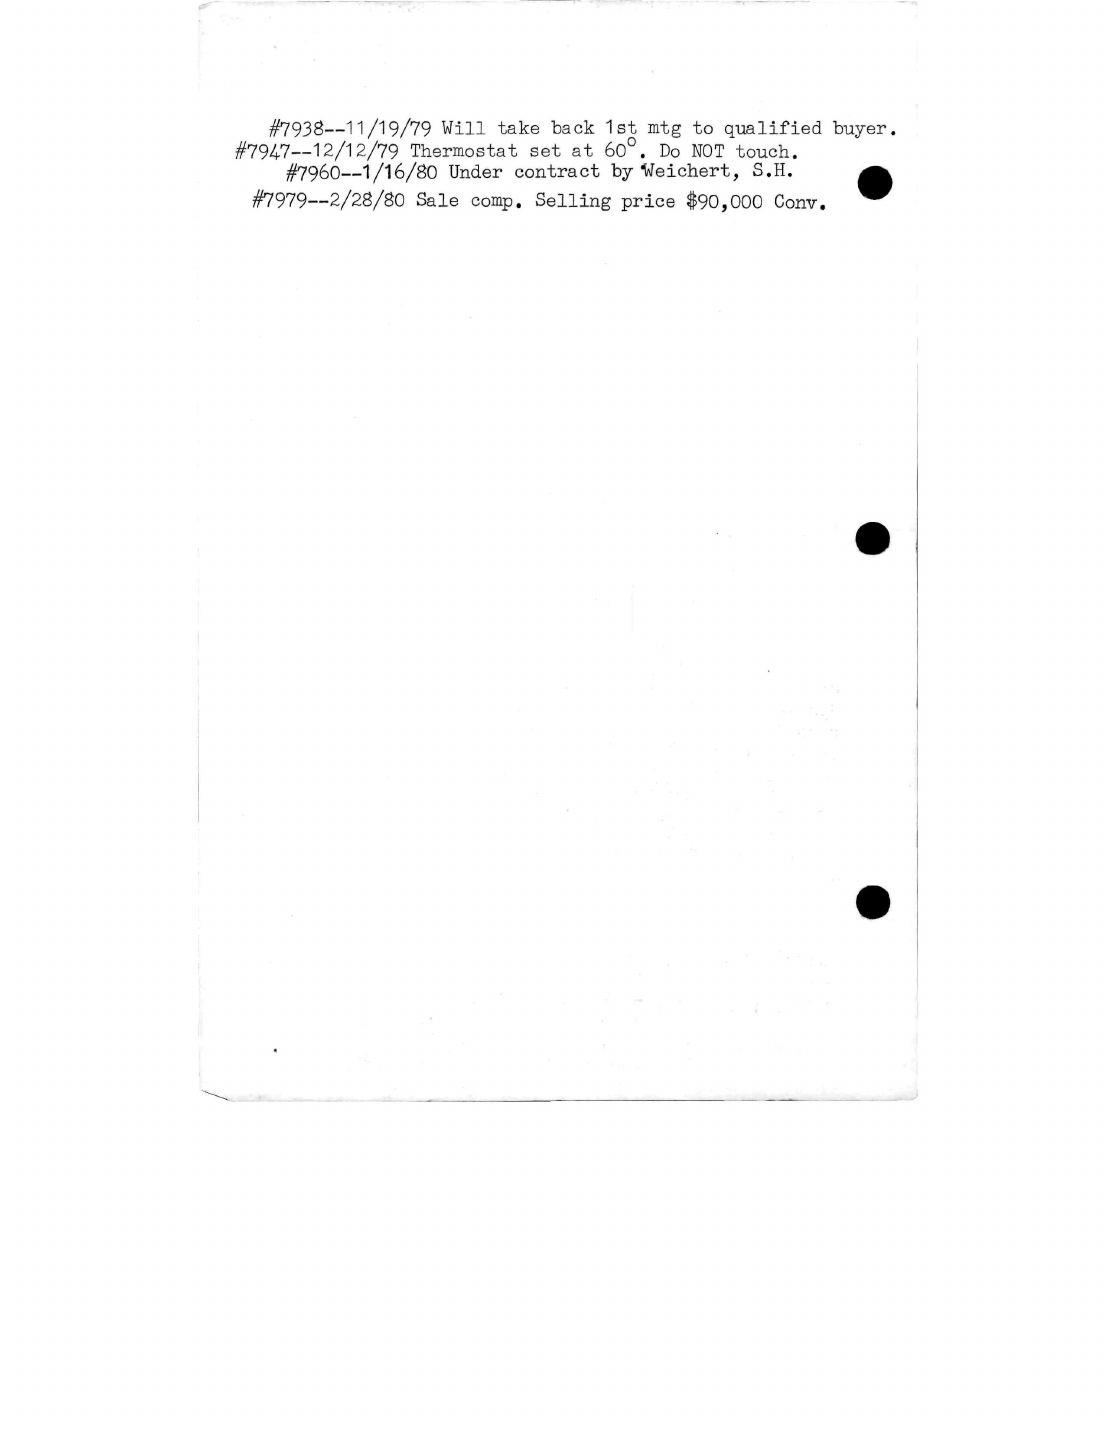 #7938--11/19/79 Will take back 1st mtg to qualified buyer.
#7947--12/12/79 Thermostat set at 60°. Do NOT touch.
#7960--1/16/80 Under contract by Weichert, S.H.
#7979--2/28/80 Sale comp. Selling price $90,000 Conv.